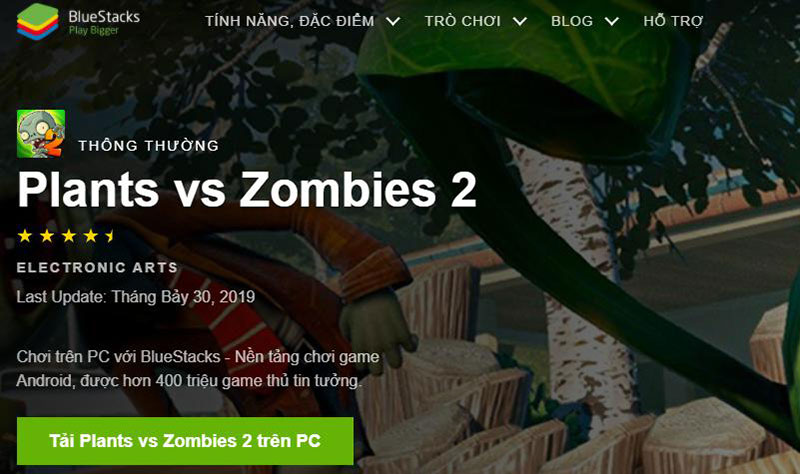 BlueStacks
Play Bigger
TÍNH NĂNG, ĐẶC ĐIỂM
TRÒ CHƠI
BLOG
HỖ TRỢ
2
THÔNG THƯỜNG
Plants vs Zombies 2
ELECTRONIC ARTS
Last Update: Tháng Bảy 30, 2019
Chơi trên PC với BlueStacks - Nền tảng chơi game
Android, được hơn 400 triệu game thủ tin tưởng.
Tải Plants vs Zombies 2 trên PC